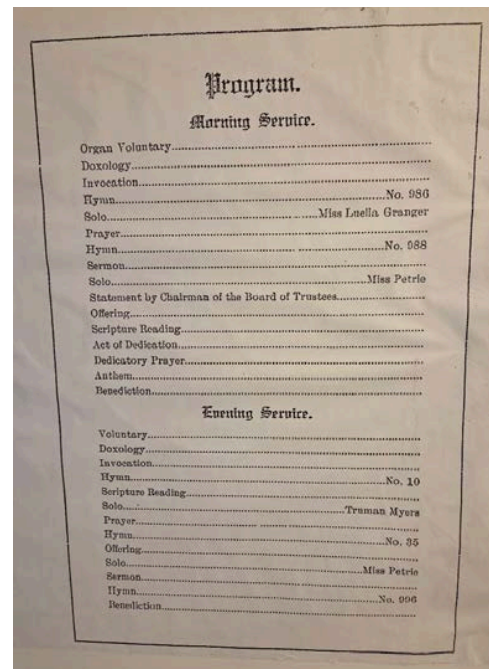 Program.
Morning Service.
Organ Voluntary
Doxology
Invocation
Hymn No. 986
Solo Miss Luella Granger
Prayer
Hymn No. 988
Sermon
Solo Miss Petrie
Statement by Chairman of the Board of Trustees
Offering
Scripture Reading
Act of Dedication
Dedicatory Prayer
Anthem
Benediction
Evening Service.
Voluntary
Doxology
Invocation
Hymn No. 10
Scripture Reading
Solo Truman Myers
Prayer
Hymn No. 35
Offering
Solo Miss Petrie
Sermon
Hymn No. 996
Benediction